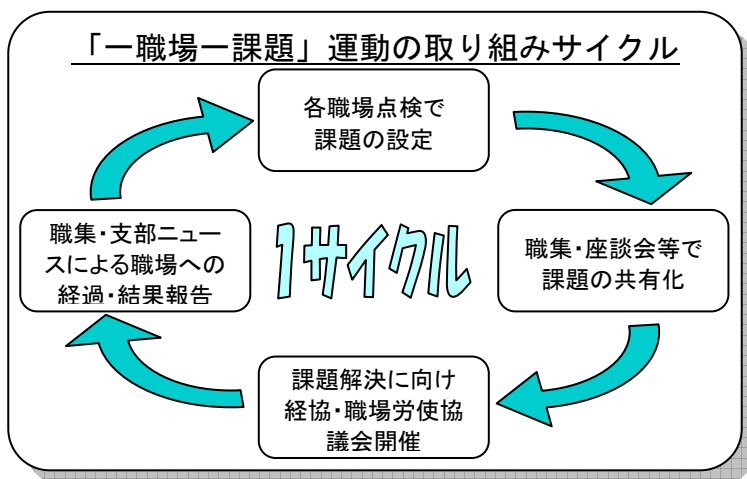 「一職場一課題」運動の取り組みサイクル
各職場点検で
課題の設定
職集・座談会等で
課題の共有化
課題解決に向け
経協・職場労使協
議会開催
職集・支部ニュー
スによる職場への
経過・結果報告
1サイクル